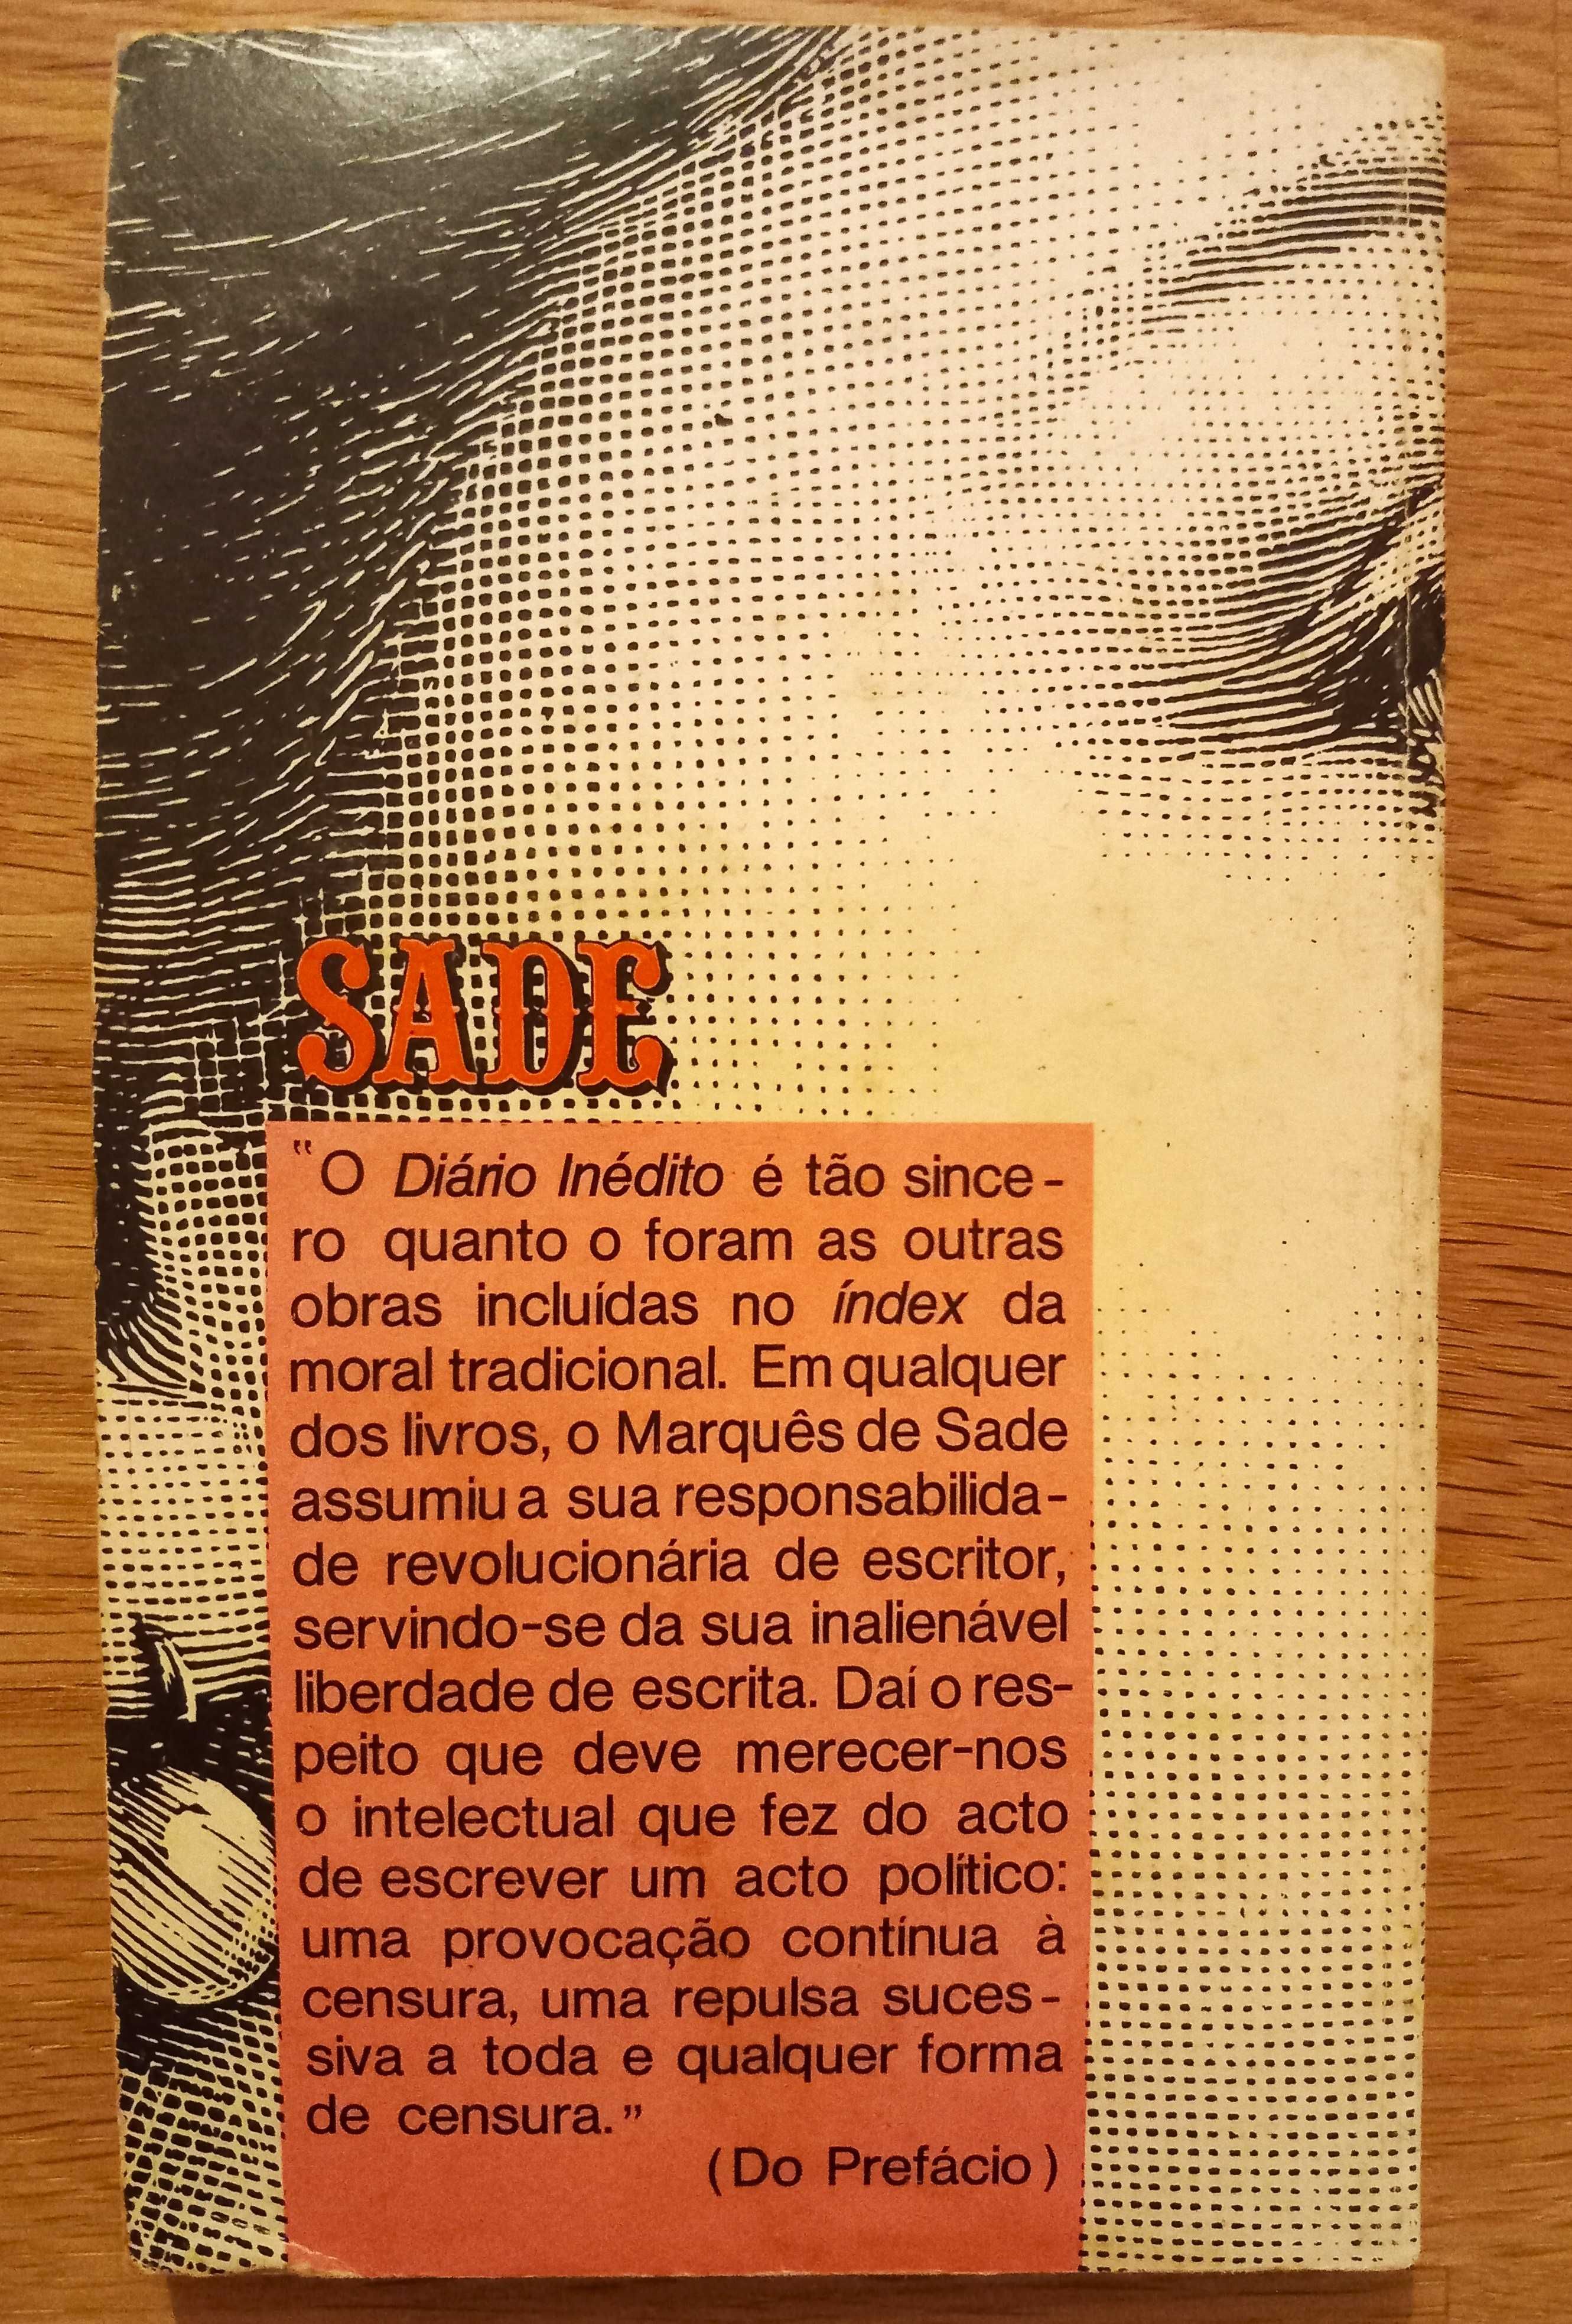 SADE
"O Diário Inédito é tão since-
ro quanto o foram as outras
obras incluídas no índex da
moral tradicional. Em qualquer
dos livros, o Marquês de Sade
assumiu a sua responsabilida-
de revolucionária de escritor,
servindo-se da sua inalienável
liberdade de escrita. Daí o res-
peito que deve merecer-nos
o intelectual que fez do acto
de escrever um acto político:
uma provocação contínua à
censura, uma repulsa suces-
siva a toda e qualquer forma
de censura."
(Do Prefácio)